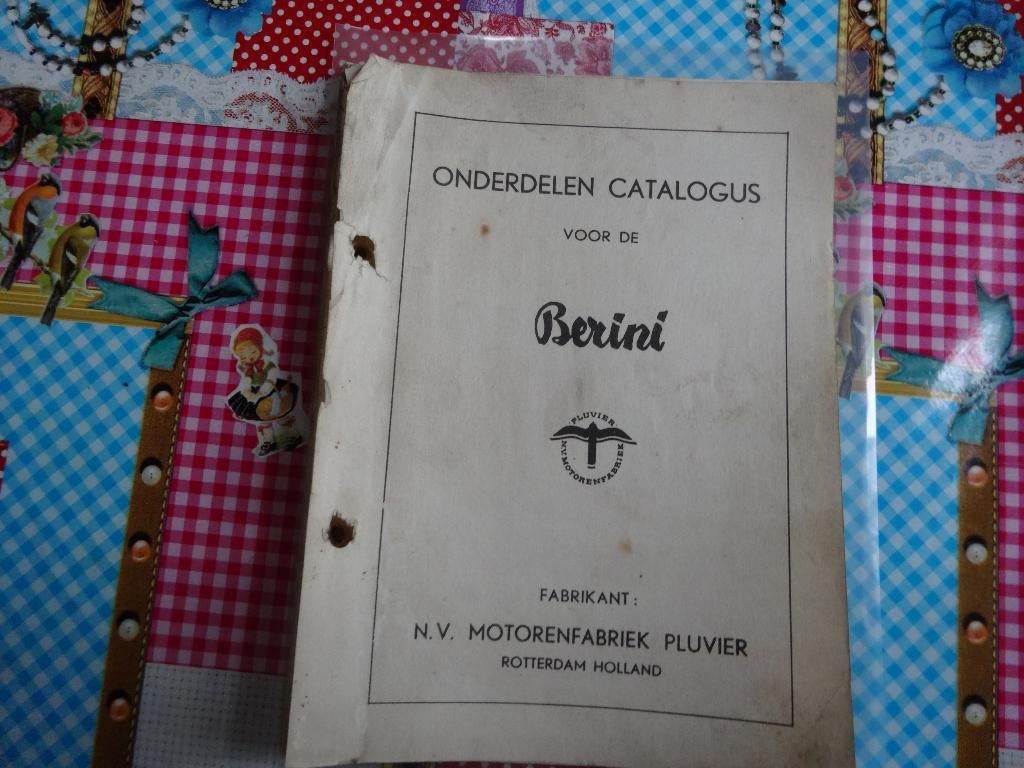 ONDERDELEN CATALOGUS
VOOR DE
Berini
PLUVIER
N.V. MOTORENFABRIEK
FABRIKANT:
N.V. MOTORENFABRIEK PLUVIER
ROTTERDAM HOLLAND